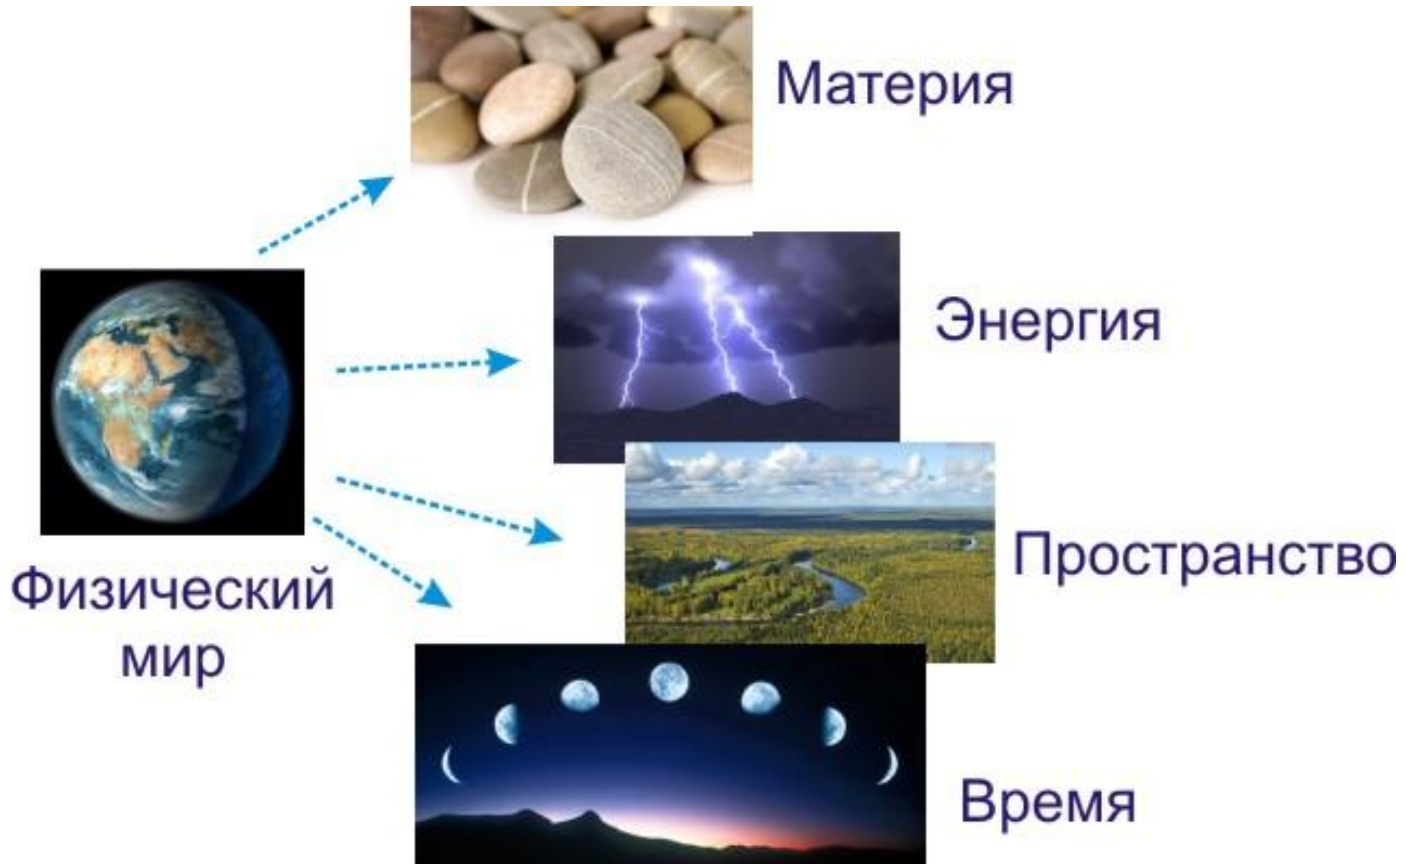 Материя
Энергия
Пространство
Физический
мир
Время